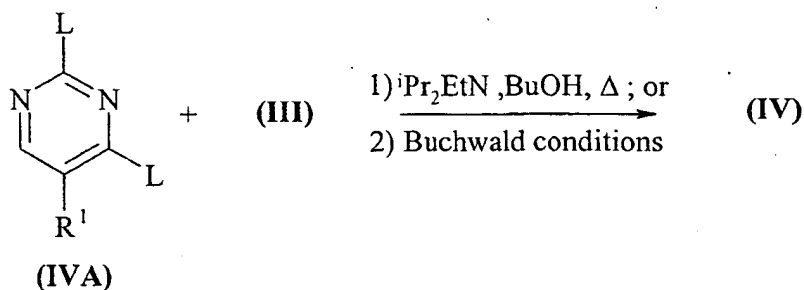 L
N N
L
R¹
(IVA)
+ (III)
1) ⁱPr₂EtN ,BuOH, Δ ; or
2) Buchwald conditions
(IV)